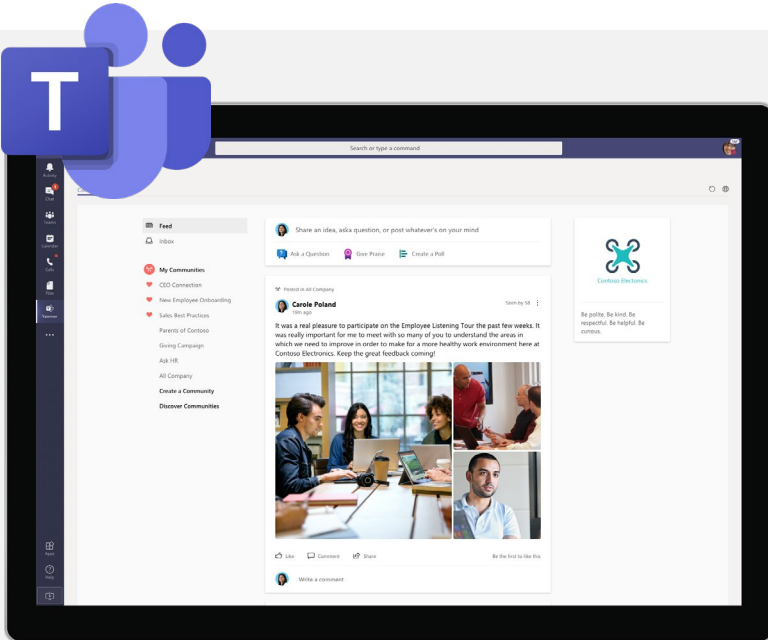 T
Search or type a command
Activity
Chat
Teams
Calendar
Calls
Files
Yammer
Apps
Help
Feed
Inbox
My Communities
CEO Connection
New Employee Onboarding
Sales Best Practices
Parents of Contoso
Giving Campaign
Ask HR
All Company
Create a Community
Discover Communities
Share an idea, aska question, or post whatever's on your mind
Ask a Question
Give Praise
Create a Poll
Posted in All Company
Carole Poland
Seen by 58
19m ago
It was a real pleasure to participate on the Employee Listening Tour the past few weeks. It
was really important for me to meet with so many of you to understand the areas in
which we need to improve in order to make for a more healthy work environment here at
Contoso Electronics. Keep the great feedback coming!
Like
Comment
Share
Be the first to like this
Write a comment
Contoso Electionics
Be polite. Be kind. Be
respectful. Be helpful. Be
curious.